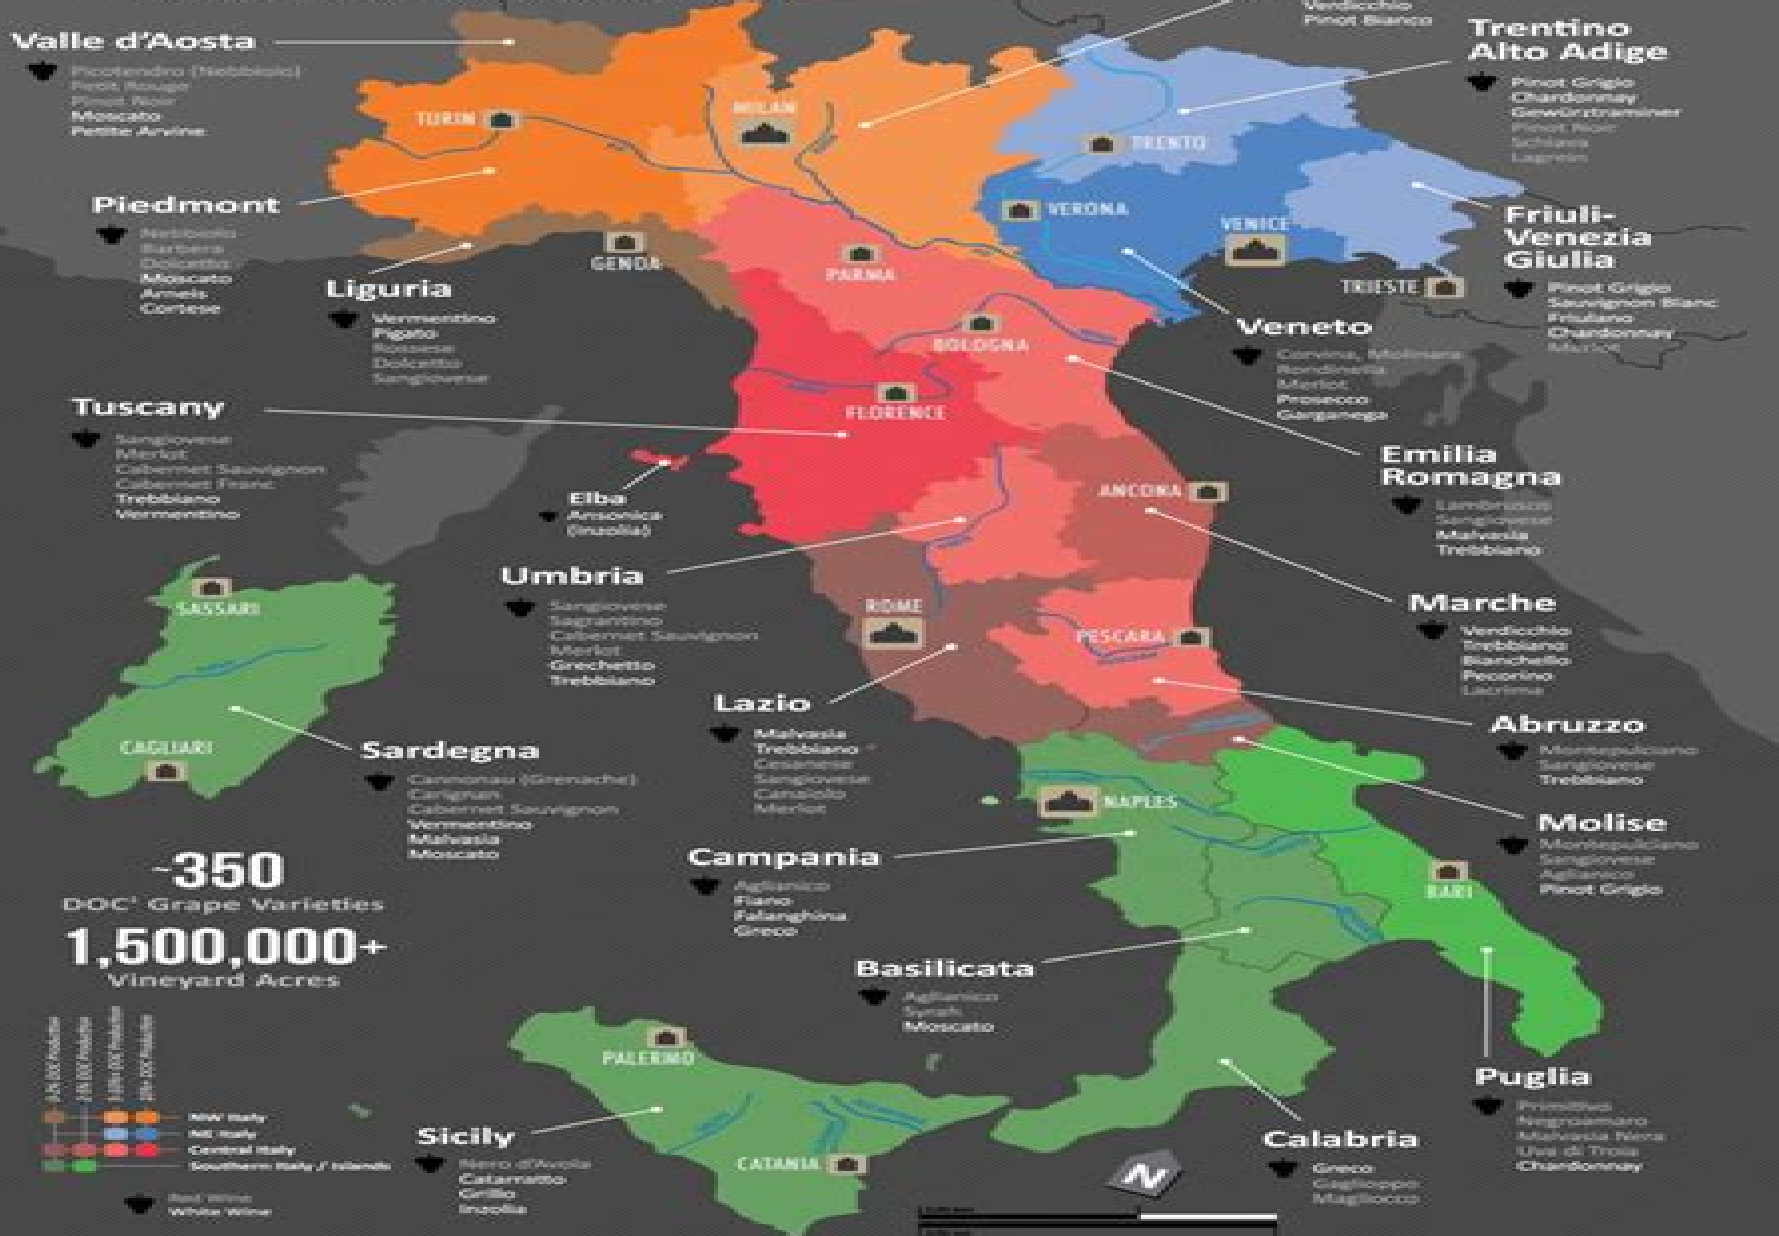 Verdicchio
Pinot Bianco
Valle d'Aosta
Picotendro (Nebbiolo)
Petit Rouge
Pinot Noir
Moscato
Petite Arvine
Trentino
Alto Adige
Pinot Grigio
Chardonnay
Gewürztraminer
Pinot Noir
Schiava
Lagrein
TURIN
MILAN
TRENTO
Piedmont
Nebbiolo
Barbera
Dolcetto
Moscato
Arneis
Cortese
VERONA
VENICE
Friuli-
Venezia
Giulia
Pinot Grigio
Sauvignon Blanc
Friulano
Chardonnay
Merlot
GENOA
PARMA
TRIESTE
Liguria
Vermentino
Pigato
Rossese
Dolcetto
Sangiovese
BOLOGNA
Veneto
Corvina, Molinara
Rondinella
Merlot
Prosecco
Garganega
Tuscany
Sangiovese
Merlot
Cabernet Sauvignon
Cabernet Franc
Trebbiano
Vermentino
FLORENCE
Emilia
Romagna
Lambrusco
Sangiovese
Malvasia
Trebbiano
Elba
Ansonica
(Inzolia)
ANCONA
Umbria
Sangiovese
Sagrantino
Cabernet Sauvignon
Merlot
Grechetto
Trebbiano
Marche
Verdicchio
Trebbiano
Bianchello
Pecorino
Lacrima
SASSARI
ROME
PESCARA
Lazio
Malvasia
Trebbiano
Cesanese
Sangiovese
Canaiolo
Merlot
Abruzzo
Montepulciano
Sangiovese
Trebbiano
CAGLIARI
Sardegna
Cannonau (Grenache)
Carignan
Cabernet Sauvignon
Vermentino
Malvasia
Moscato
NAPLES
Molise
Montepulciano
Sangiovese
Aglianico
Pinot Grigio
Campania
Aglianico
Fiano
Falanghina
Greco
BARI
~350
DOC¹ Grape Varieties
1,500,000+
Vineyard Acres
Basilicata
Aglianico
Syrah
Moscato
PALERMO
Puglia
Primitivo
Negroamaro
Malvasia Nera
Uva di Troia
Chardonnay
NW Italy
NE Italy
Central Italy
Southern Italy / Islands
Red Wine
White Wine
Sicily
Nero d'Avola
Catarratto
Grillo
Inzolia
CATANIA
N
Calabria
Greco
Gaglioppo
Magliocco